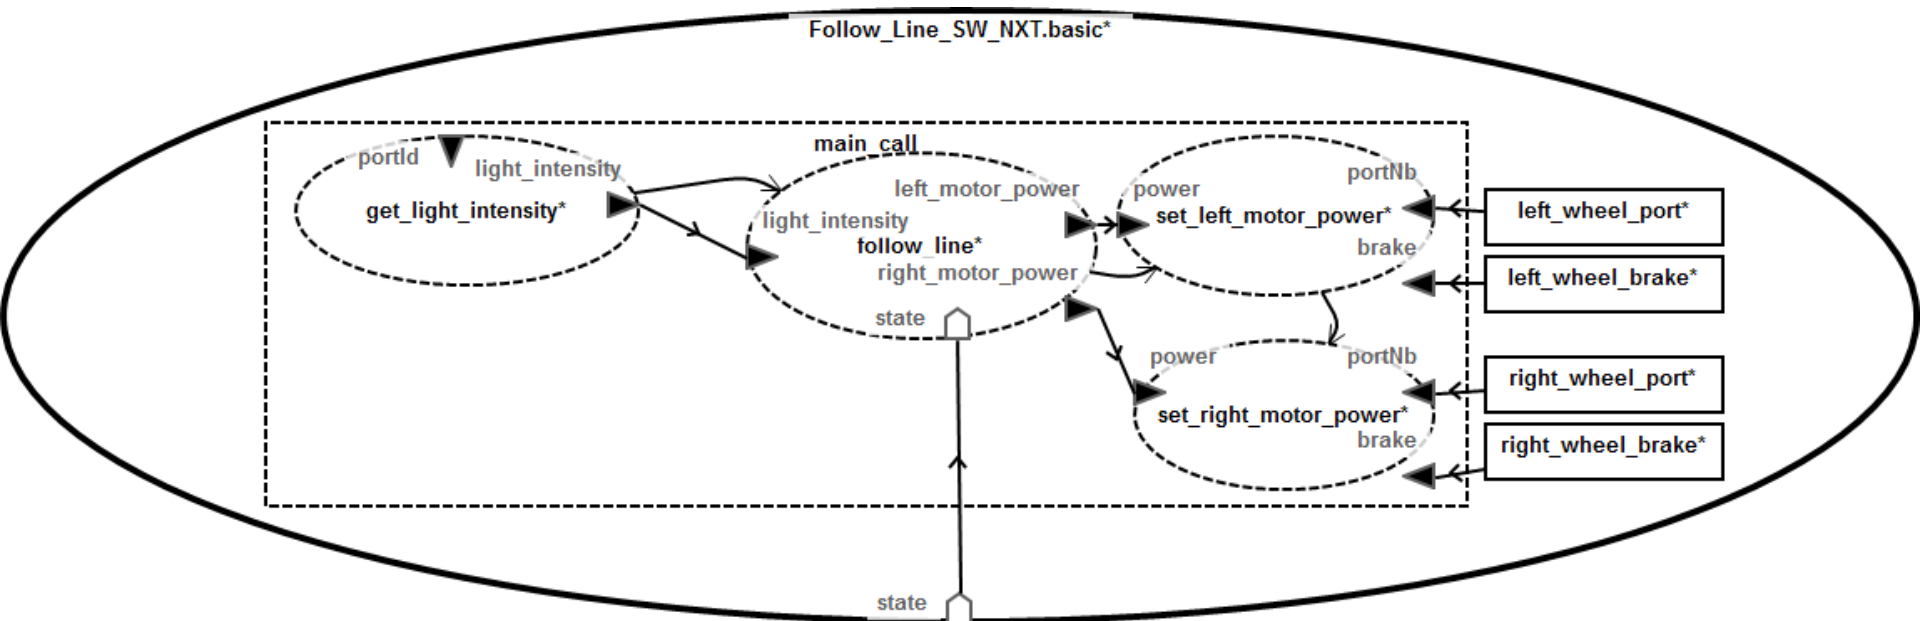 Follow_Line_SW_NXT.basic*
main_call
portId
light_intensity
get_light_intensity*
left_motor_power
light_intensity
follow_line*
right_motor_power
state
portNb
power
set_left_motor_power*
brake
left_wheel_port*
left_wheel_brake*
power
portNb
set_right_motor_power*
brake
right_wheel_port*
right_wheel_brake*
state